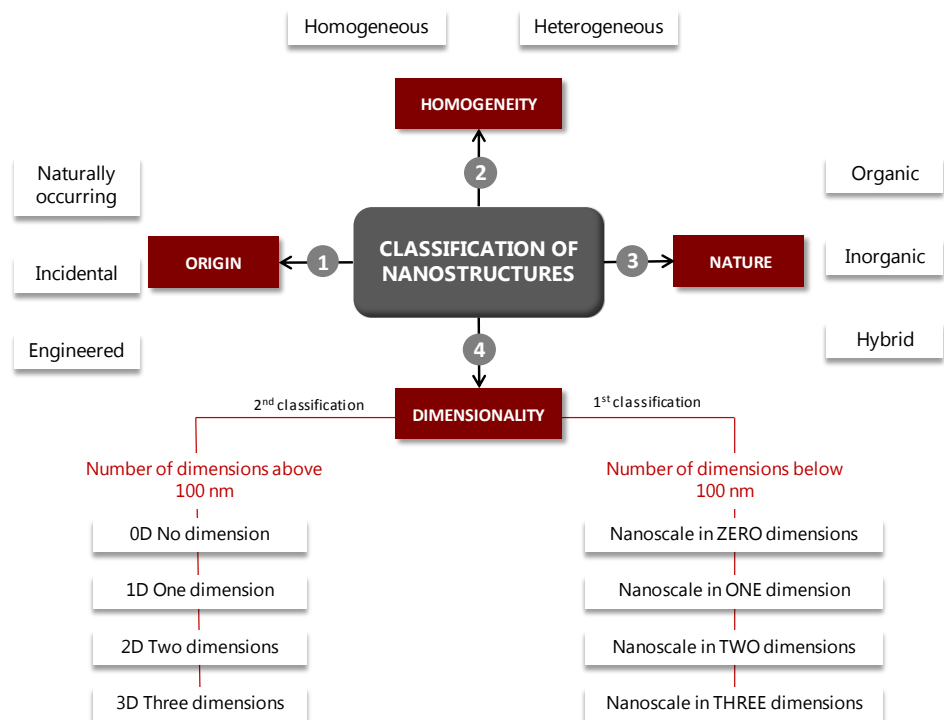 Homogeneous
Heterogeneous
HOMOGENEITY
2
Naturally
occurring
Incidental
Engineered
ORIGIN
1
CLASSIFICATION OF
NANOSTRUCTURES
3
NATURE
Organic
Inorganic
Hybrid
4
DIMENSIONALITY
2nd classification
1st classification
Number of dimensions above
100 nm
0D No dimension
1D One dimension
2D Two dimensions
3D Three dimensions
Number of dimensions below
100 nm
Nanoscale in ZERO dimensions
Nanoscale in ONE dimension
Nanoscale in TWO dimensions
Nanoscale in THREE dimensions